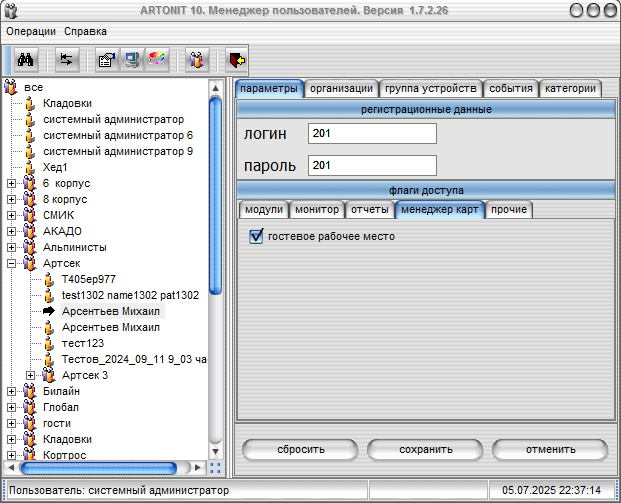 ARTONIT 10. Менеджер пользователей. Версия 1.7.2.26
Операции Справка
все
Кладовки
системный администратор
системный администратор 6
системный администратор 9
Хед1
6 корпус
8 корпус
СМИК
АКАДО
Альпинисты
Артсек
Т405ер977
test1302 name1302 pat1302
Арсентьев Михаил
Арсентьев Михаил
тест123
Тестов_2024_09_11 9_03 ча
Артсек 3
Билайн
Глобал
гости
Кладовки
Кортрос
параметры организации группа устройств события категории
регистрационные данные
логин 201
пароль 201
флаги доступа
модули монитор отчеты менеджер карт прочие
гостевое рабочее место
сбросить сохранить отменить
Пользователь: системный администратор 05.07.2025 22:37:14